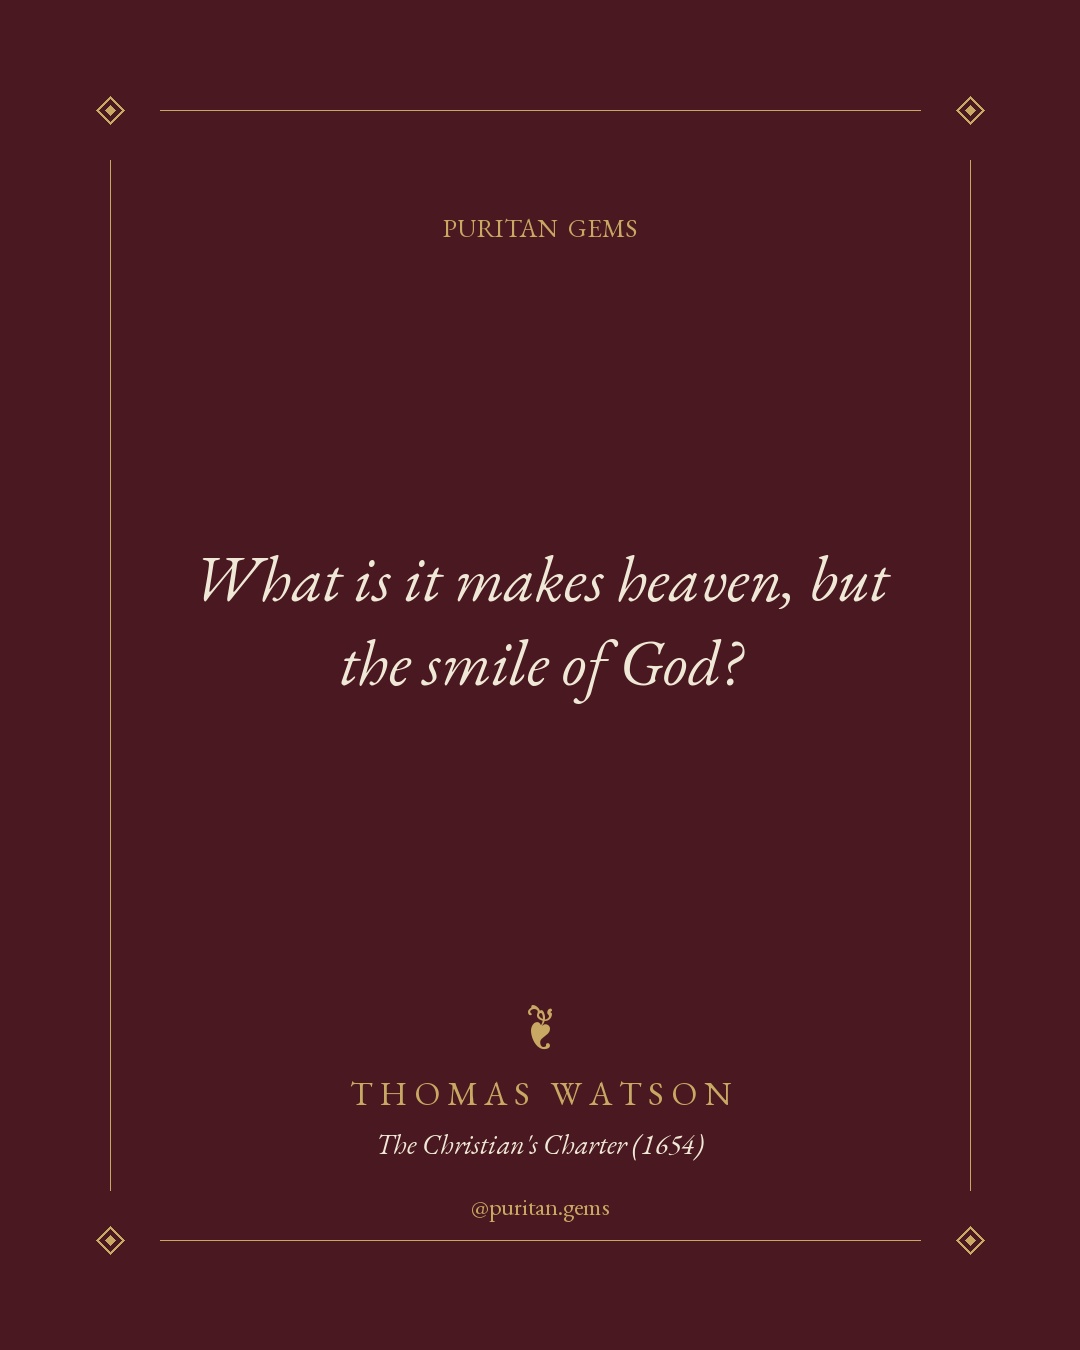 PURITAN GEMS
What is it makes heaven, but
the smile of God?
THOMAS WATSON
The Christian's Charter (1654)
@puritan.gems